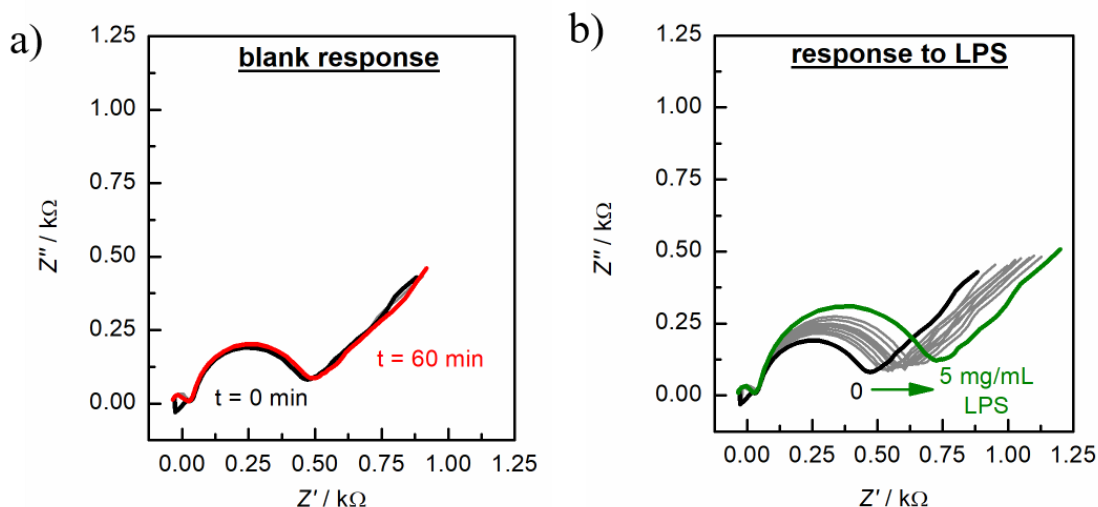 a)
blank response
1.25
1.00
0.75
0.50
0.25
0.00
Z" / kΩ
t = 60 min
t = 0 min
0.00 0.25 0.50 0.75 1.00 1.25
Z' / kΩ
b)
response to LPS
1.25
1.00
0.75
0.50
0.25
0.00
Z" / kΩ
0
5 mg/mL
LPS
0.00 0.25 0.50 0.75 1.00 1.25
Z' / kΩ